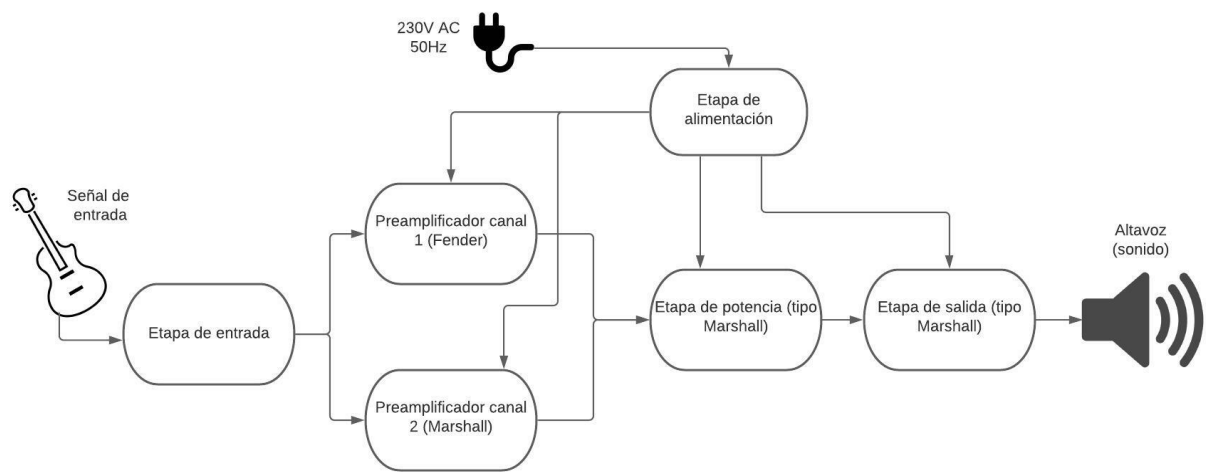 230V AC
50Hz
Etapa de
alimentación
Señal de
entrada
Preamplificador canal
1 (Fender)
Altavoz
(sonido)
Etapa de entrada
Etapa de potencia (tipo
Marshall)
Etapa de salida (tipo
Marshall)
Preamplificador canal
2 (Marshall)